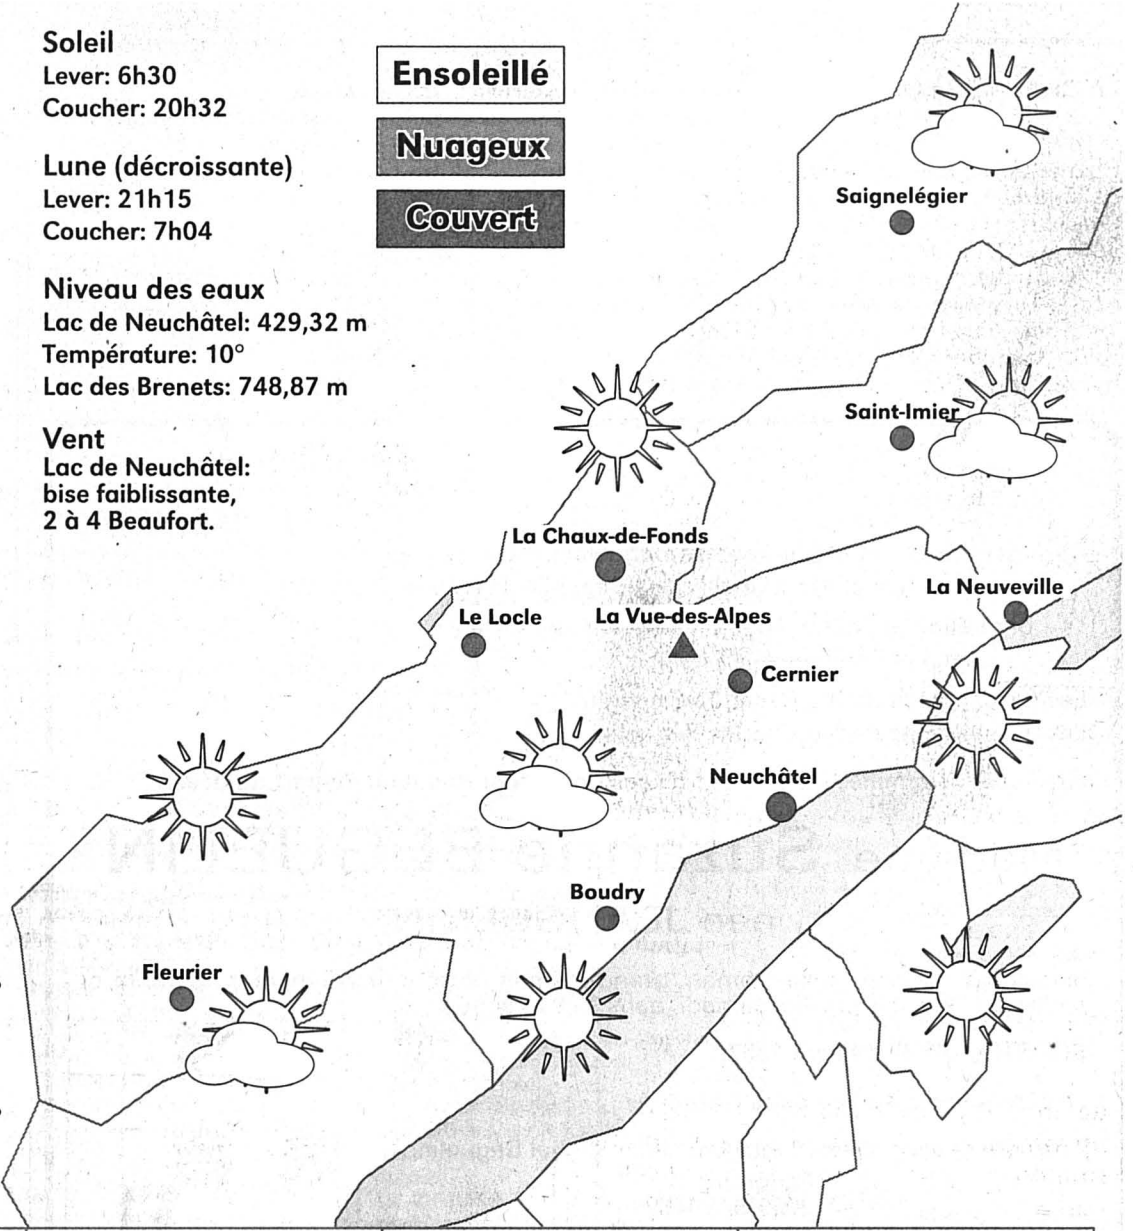 Soleil
Lever: 6h30
Coucher: 20h32
Lune (décroissante)
Lever: 21h15
Coucher: 7h04
Niveau des eaux
Lac de Neuchâtel: 429,32 m
Température: 10°
Lac des Brenets: 748,87 m
Vent
Lac de Neuchâtel:
bise faiblissante,
2 à 4 Beaufort.
Ensoleillé
Nuageux
Couvert
Saignelégier
Saint-Imier
La Chaux-de-Fonds
La Neuveville
Le Locle
La Vue-des-Alpes
Cernier
Neuchâtel
Boudry
Fleurier